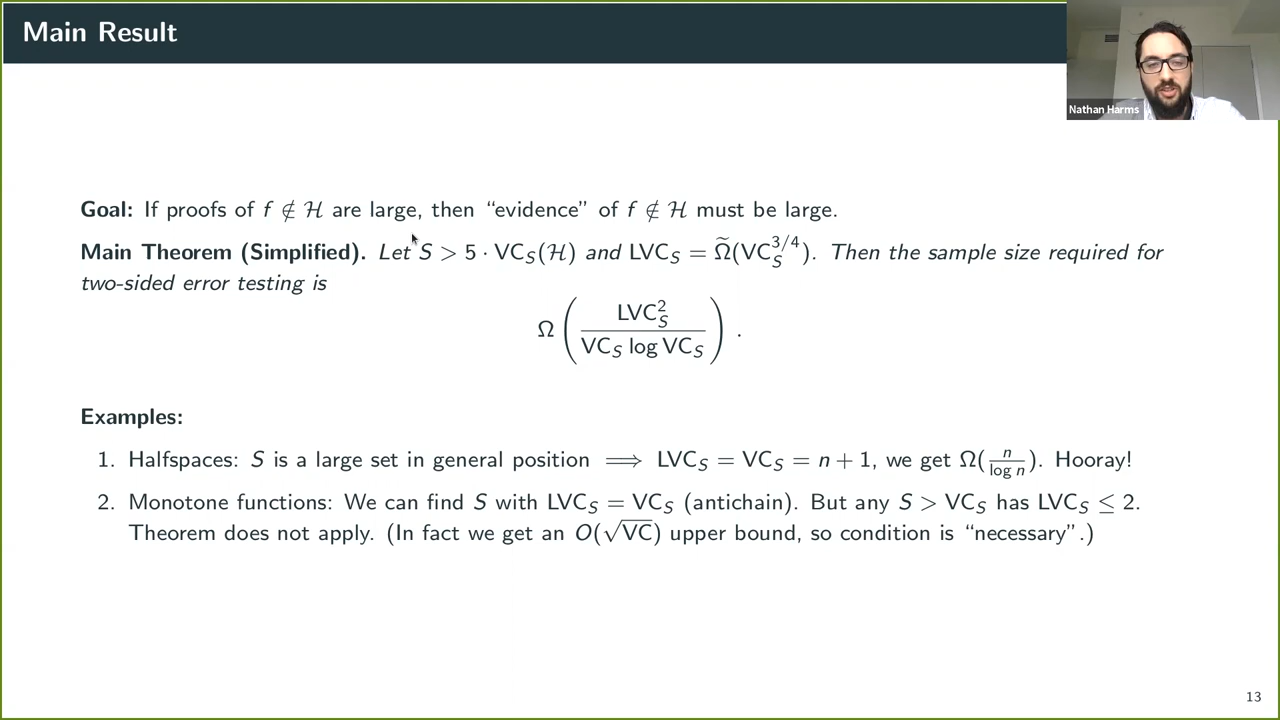 Main Result
Nathan Harms
Goal: If proofs of f ∉ ℋ are large, then “evidence” of f ∉ ℋ must be large.
Main Theorem (Simplified). Let S > 5 · VC_S(ℋ) and LVC_S = Ω̃(VC_S^{3/4}). Then the sample size required for
two-sided error testing is
Ω ( LVC_S^2 / VC_S log VC_S ) .
Examples:
1. Halfspaces: S is a large set in general position ⟹ LVC_S = VC_S = n + 1, we get Ω(n / log n). Hooray!
2. Monotone functions: We can find S with LVC_S = VC_S (antichain). But any S > VC_S has LVC_S ≤ 2.
Theorem does not apply. (In fact we get an O(√VC) upper bound, so condition is “necessary”.)
13